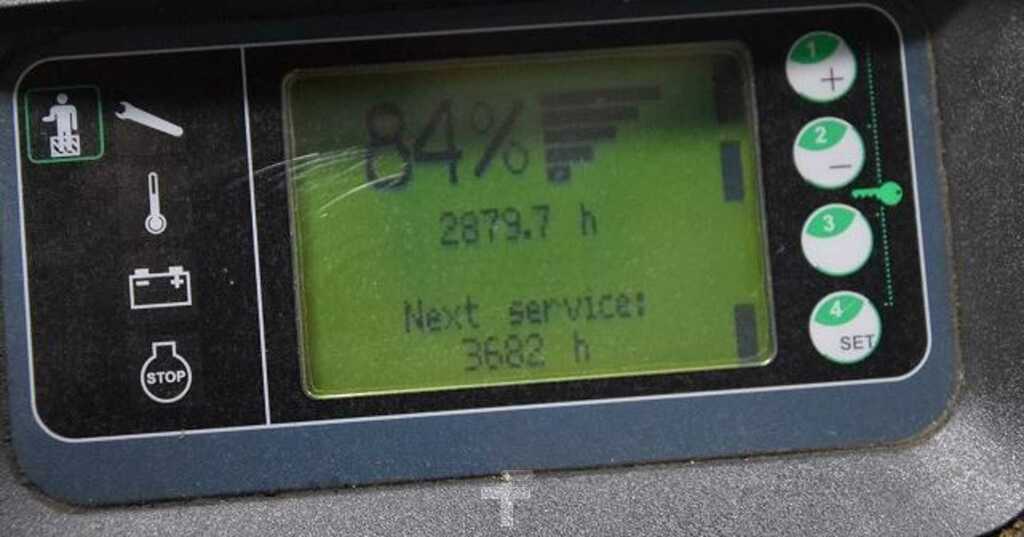 84%
2879.7 h
Next service:
3682 h
STOP
1
+
2
−
3
4
SET